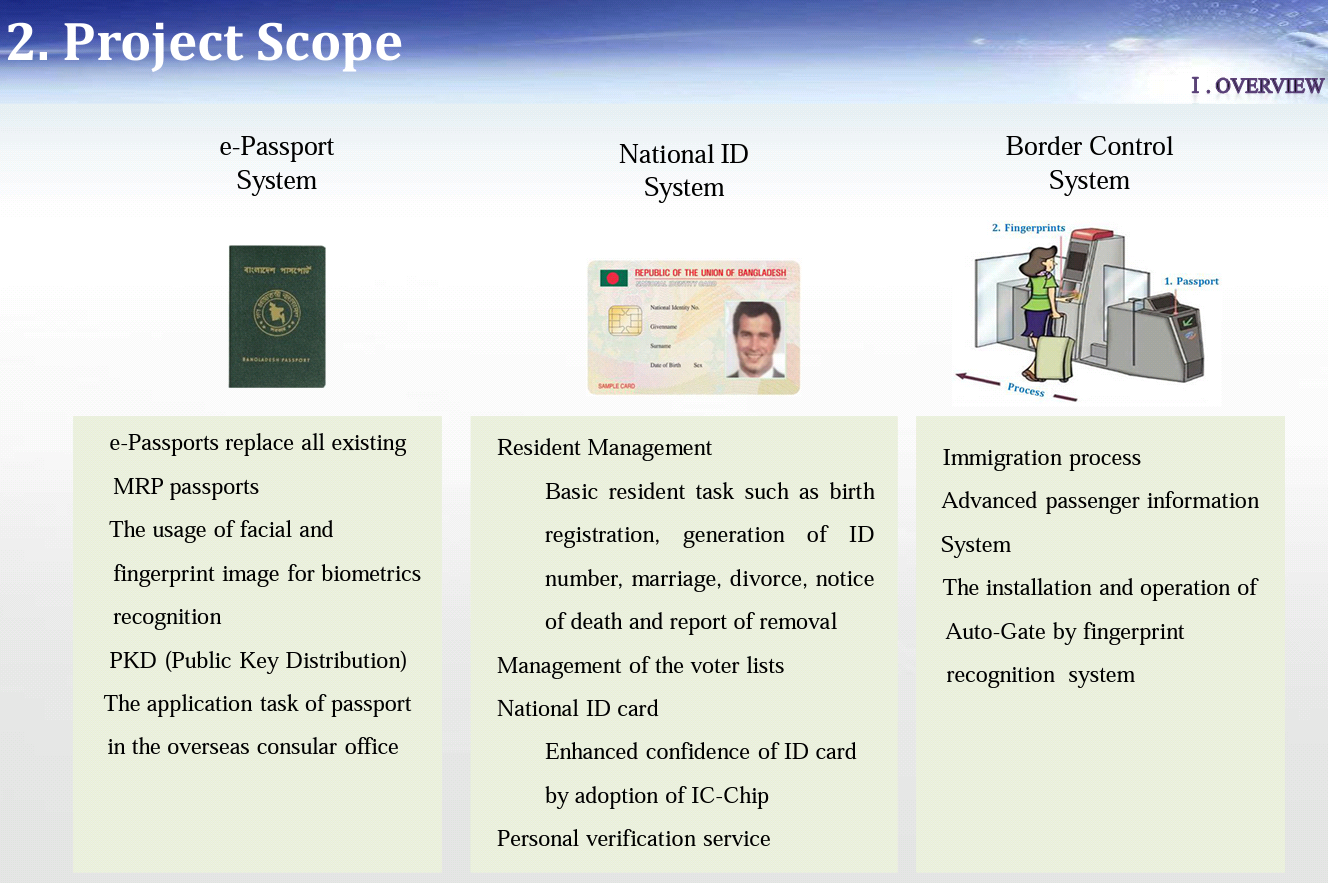 2. Project Scope
Ⅰ. OVERVIEW
e-Passport
System
National ID
System
Border Control
System
বাংলাদেশ পাসপোর্ট
BANGLADESH PASSPORT
REPUBLIC OF THE UNION OF BANGLADESH
NATIONAL IDENTITY CARD
National Identity No.
Givenname
Surname
Date of Birth Sex
SAMPLE CARD
2. Fingerprints
1. Passport
Process
e-Passports replace all existing
MRP passports
The usage of facial and
fingerprint image for biometrics
recognition
PKD (Public Key Distribution)
The application task of passport
in the overseas consular office
Resident Management
Basic resident task such as birth
registration, generation of ID
number, marriage, divorce, notice
of death and report of removal
Management of the voter lists
National ID card
Enhanced confidence of ID card
by adoption of IC-Chip
Personal verification service
Immigration process
Advanced passenger information
System
The installation and operation of
Auto-Gate by fingerprint
recognition system